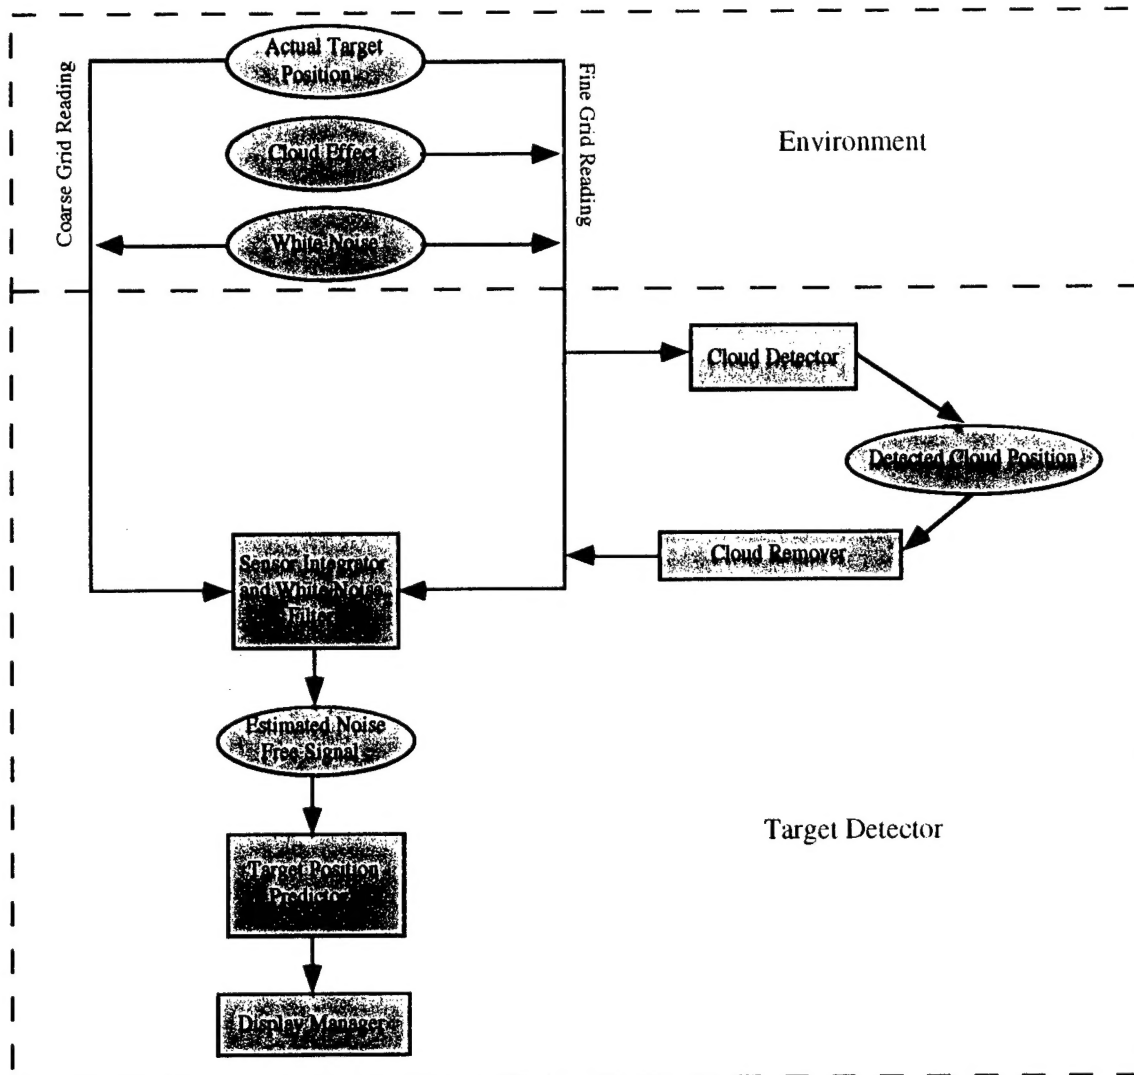 Actual Target
Position
Coarse Grid Reading
Fine Grid Reading
Cloud Effect
White Noise
Environment
Cloud Detector
Detected Cloud Position
Cloud Remover
Sensor Integrator
and White Noise
Filter
Estimated Noise
Free Signal
Target Position
Predictor
Target Detector
Display Manager